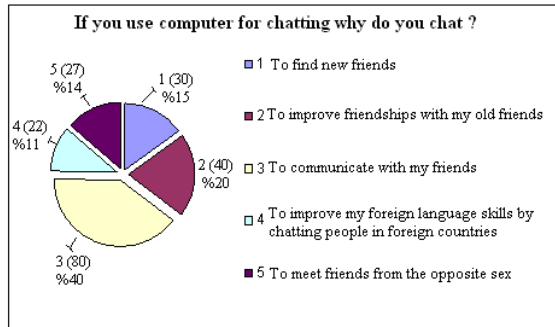 If you use computer for chatting why do you chat ?
5 (27)
%14
1 (30)
%15
4 (22)
%11
2 (40)
%20
3 (80)
%40
1 To find new friends
2 To improve friendships with my old friends
3 To communicate with my friends
4 To improve my foreign language skills by
chatting people in foreign countries
5 To meet friends from the opposite sex